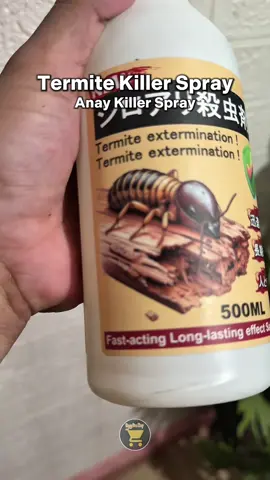 Termite Killer Spray
Anay Killer Spray
シロアリ殺虫剤
Termite extermination !
Termite extermination !
500ML
Fast-acting Long-lasting effect